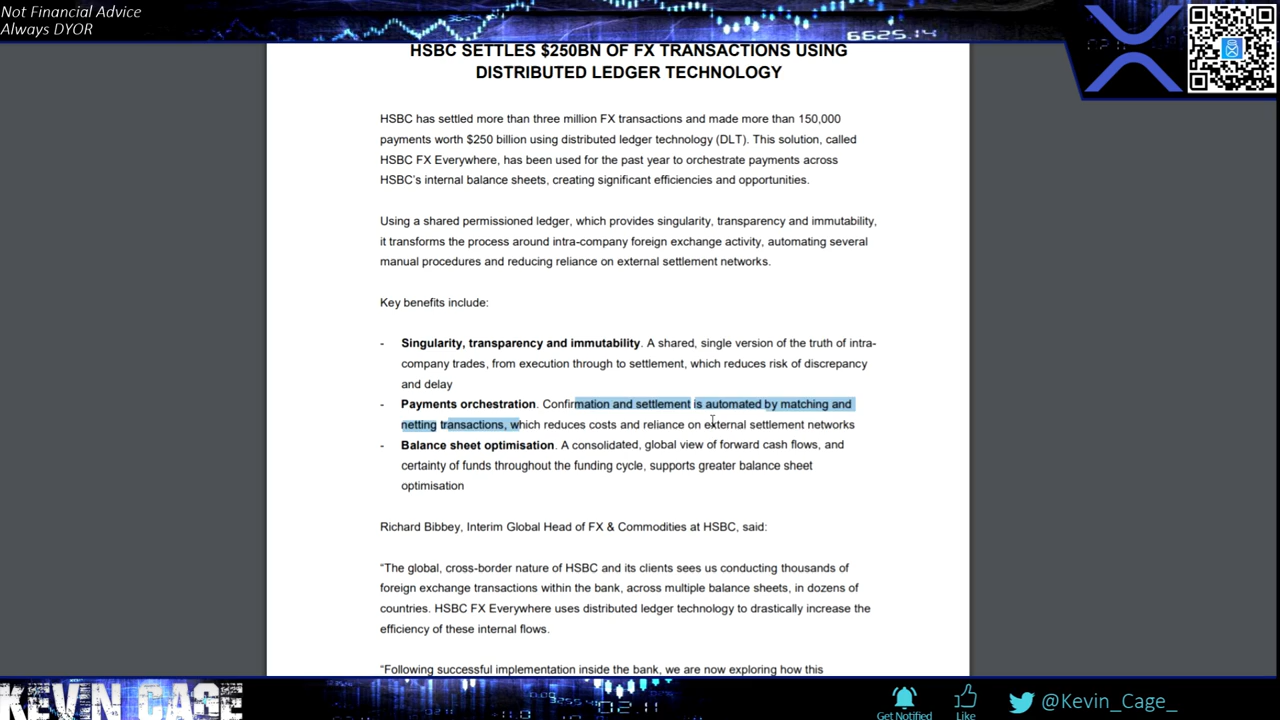 Not Financial Advice
Always DYOR
6625.14
HSBC SETTLES $250BN OF FX TRANSACTIONS USING
DISTRIBUTED LEDGER TECHNOLOGY
HSBC has settled more than three million FX transactions and made more than 150,000
payments worth $250 billion using distributed ledger technology (DLT). This solution, called
HSBC FX Everywhere, has been used for the past year to orchestrate payments across
HSBC's internal balance sheets, creating significant efficiencies and opportunities.
Using a shared permissioned ledger, which provides singularity, transparency and immutability,
it transforms the process around intra-company foreign exchange activity, automating several
manual procedures and reducing reliance on external settlement networks.
Key benefits include:
- Singularity, transparency and immutability. A shared, single version of the truth of intra-
company trades, from execution through to settlement, which reduces risk of discrepancy
and delay
- Payments orchestration. Confirmation and settlement is automated by matching and
netting transactions, which reduces costs and reliance on external settlement networks
- Balance sheet optimisation. A consolidated, global view of forward cash flows, and
certainty of funds throughout the funding cycle, supports greater balance sheet
optimisation
Richard Bibbey, Interim Global Head of FX & Commodities at HSBC, said:
“The global, cross-border nature of HSBC and its clients sees us conducting thousands of
foreign exchange transactions within the bank, across multiple balance sheets, in dozens of
countries. HSBC FX Everywhere uses distributed ledger technology to drastically increase the
efficiency of these internal flows.
“Following successful implementation inside the bank, we are now exploring how this
KEVIN CAGE
Get Notified
Like
@Kevin_Cage_